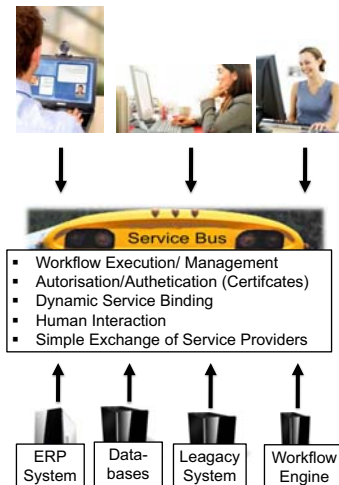 Service Bus
▪ Workflow Execution/ Management
▪ Autorisation/Authetication (Certifcates)
▪ Dynamic Service Binding
▪ Human Interaction
▪ Simple Exchange of Service Providers
ERP
System
Data-
bases
Leagacy
System
Workflow
Engine